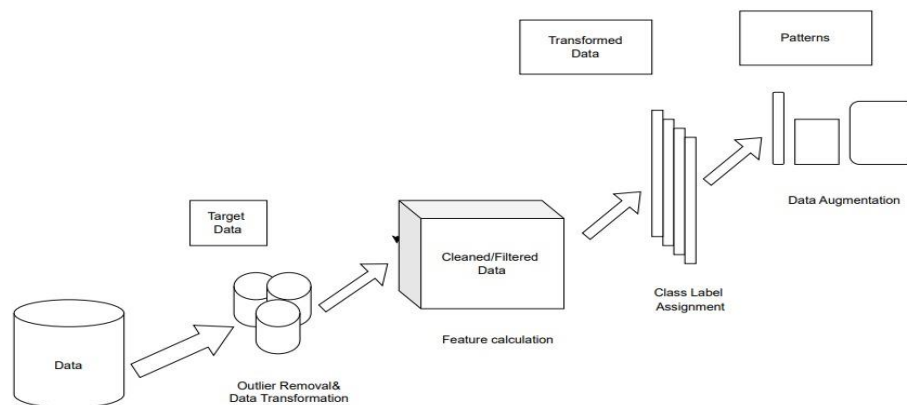 Transformed
Data
Patterns
Target
Data
Data Augmentation
Cleaned/Filtered
Data
Class Label
Assignment
Feature calculation
Data
Outlier Removal&
Data Transformation